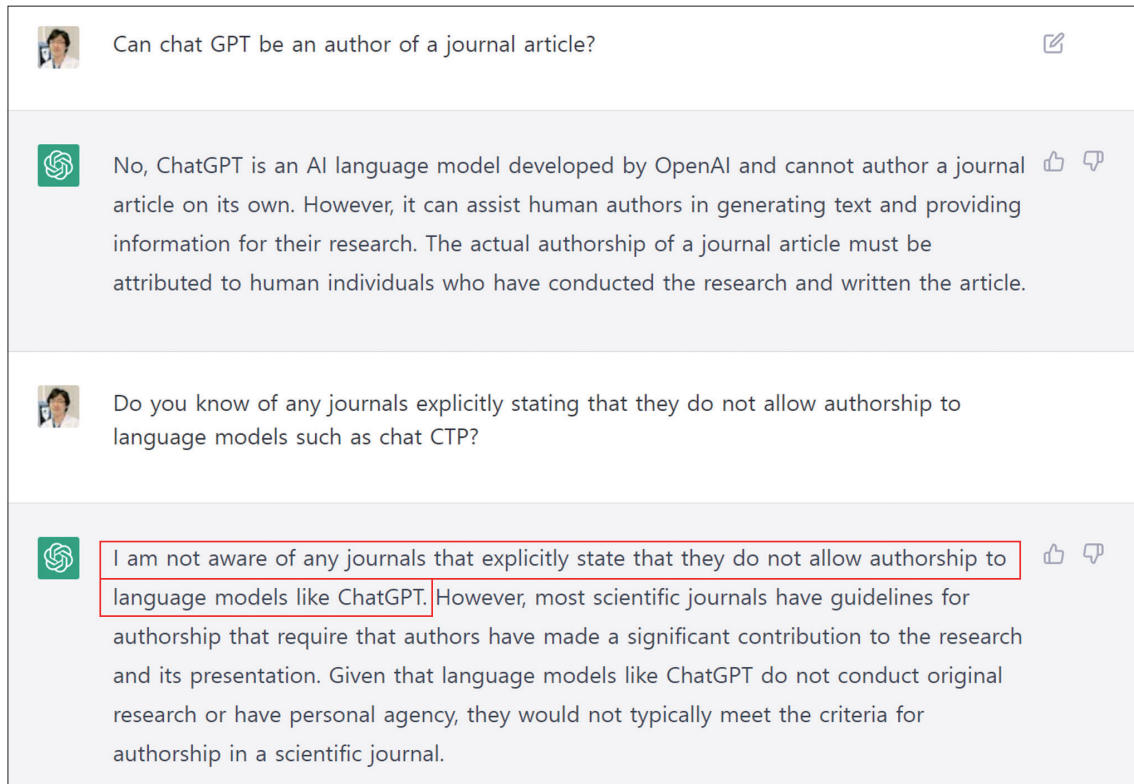 Can chat GPT be an author of a journal article?
No, ChatGPT is an AI language model developed by OpenAI and cannot author a journal
article on its own. However, it can assist human authors in generating text and providing
information for their research. The actual authorship of a journal article must be
attributed to human individuals who have conducted the research and written the article.
Do you know of any journals explicitly stating that they do not allow authorship to
language models such as chat CTP?
I am not aware of any journals that explicitly state that they do not allow authorship to
language models like ChatGPT. However, most scientific journals have guidelines for
authorship that require that authors have made a significant contribution to the research
and its presentation. Given that language models like ChatGPT do not conduct original
research or have personal agency, they would not typically meet the criteria for
authorship in a scientific journal.